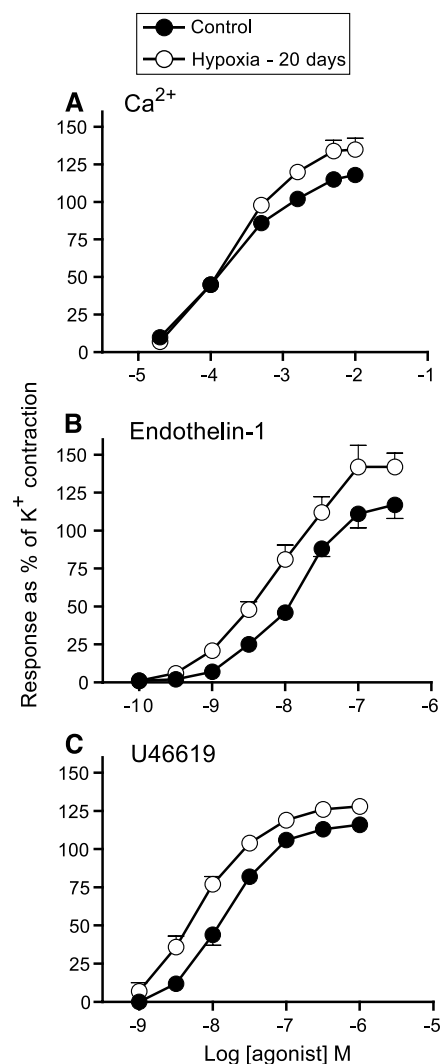 Control
Hypoxia - 20 days
A Ca²⁺
150
125
100
75
50
25
0
-5 -4 -3 -2 -1
B Endothelin-1
150
125
100
75
50
25
0
-10 -9 -8 -7 -6
C U46619
150
125
100
75
50
25
0
-9 -8 -7 -6 -5
Log [agonist] M
Response as % of K⁺ contraction